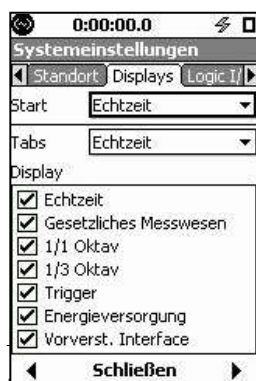 0:00:00.0
Systemeinstellungen
Standort Displays Logic I/
Start Echtzeit
Tabs Echtzeit
Display
Echtzeit
Gesetzliches Messwesen
1/1 Oktav
1/3 Oktav
Trigger
Energieversorgung
Vorverst. Interface
Schließen